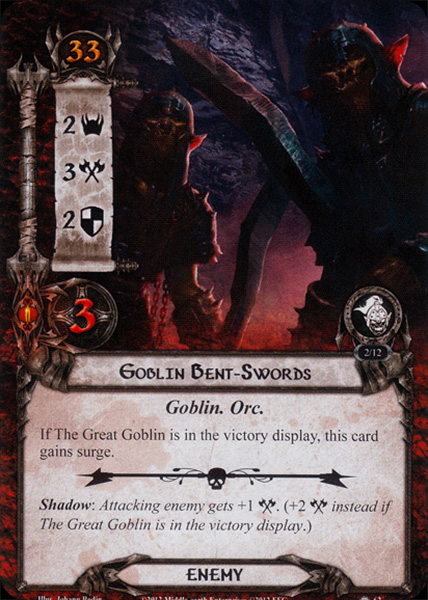 33
2
3
2
3
2/12
Goblin Bent-Swords
Goblin. Orc.
If The Great Goblin is in the victory display, this card
gains surge.
Shadow: Attacking enemy gets +1 . (+2 instead if
The Great Goblin is in the victory display.)
ENEMY